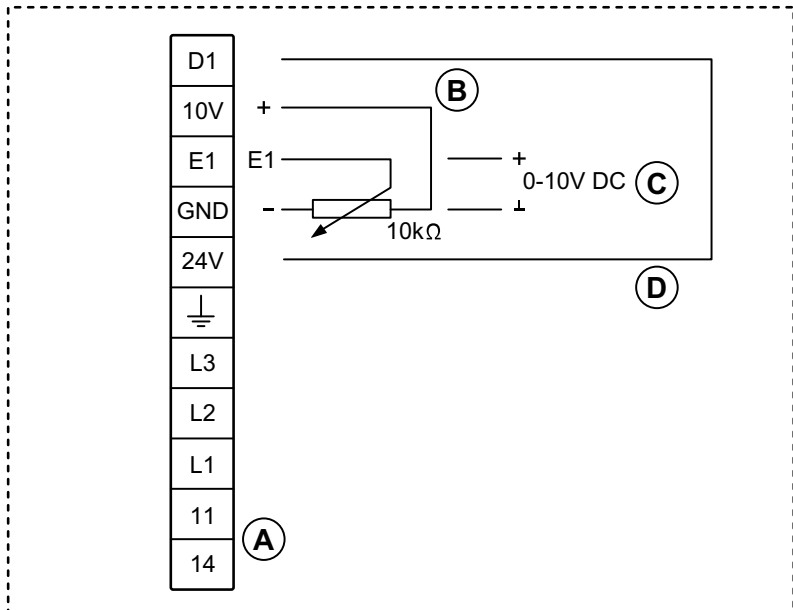 D1
B
10V +
E1 E1 +
0-10V DC C
GND - ⊥
10kΩ
24V
D
L3
L2
L1
11
A
14